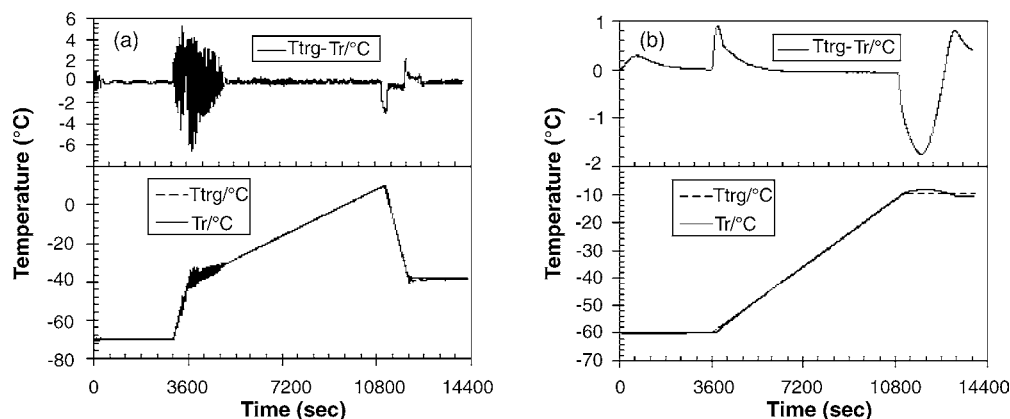 (a)
Ttrg-Tr/°C
6
4
2
0
-2
-4
-6
Ttrg/°C
Tr/°C
0
-20
-40
-60
-80
0 3600 7200 10800 14400
Time (sec)
Temperature (°C)
(b)
Ttrg-Tr/°C
1
0
-1
-2
Ttrg/°C
Tr/°C
-10
-20
-30
-40
-50
-60
-70
0 3600 7200 10800 14400
Time (sec)
Temperature (°C)